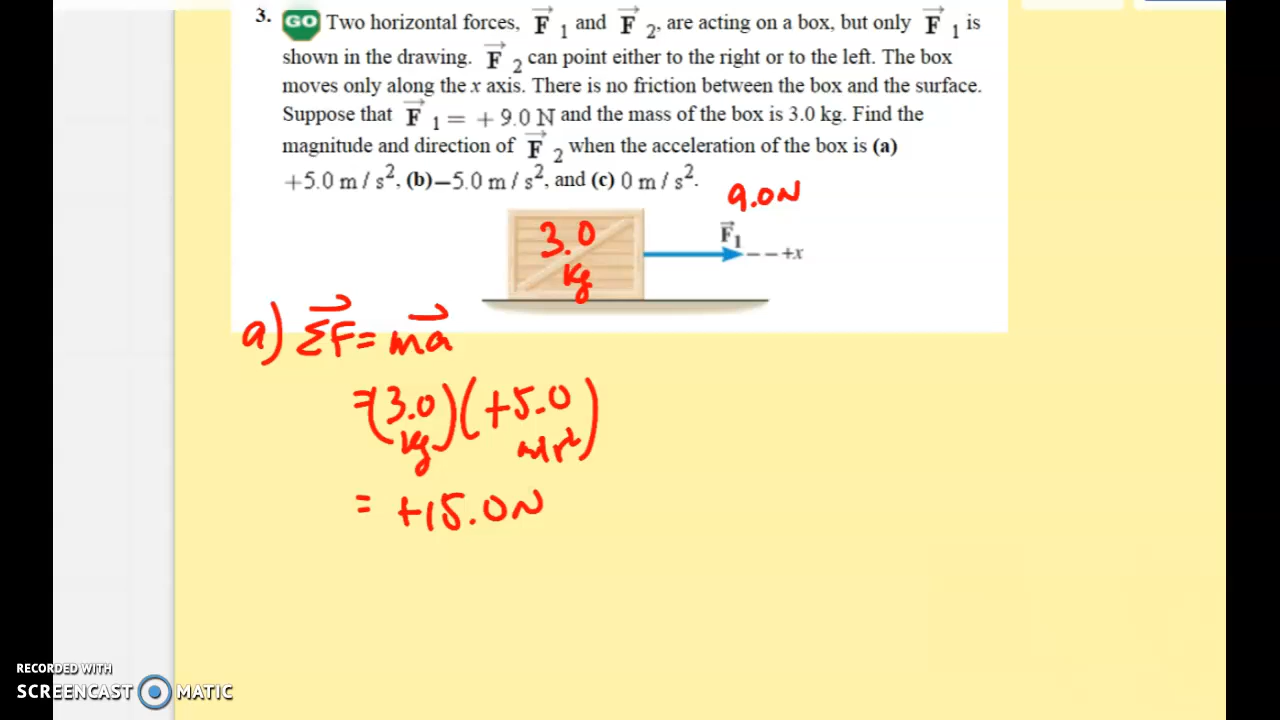 3. GO Two horizontal forces, F⃗ 1 and F⃗ 2, are acting on a box, but only F⃗ 1 is
shown in the drawing. F⃗ 2 can point either to the right or to the left. The box
moves only along the x axis. There is no friction between the box and the surface.
Suppose that F⃗ 1 = + 9.0 N and the mass of the box is 3.0 kg. Find the
magnitude and direction of F⃗ 2 when the acceleration of the box is (a)
+5.0 m / s², (b)–5.0 m / s², and (c) 0 m / s².
9.0N
3.0
kg
F⃗1
+x
a) ΣF⃗ = ma⃗
=(3.0 kg)(+5.0 m/s²)
= +15.0N
RECORDED WITH
SCREENCAST MATIC